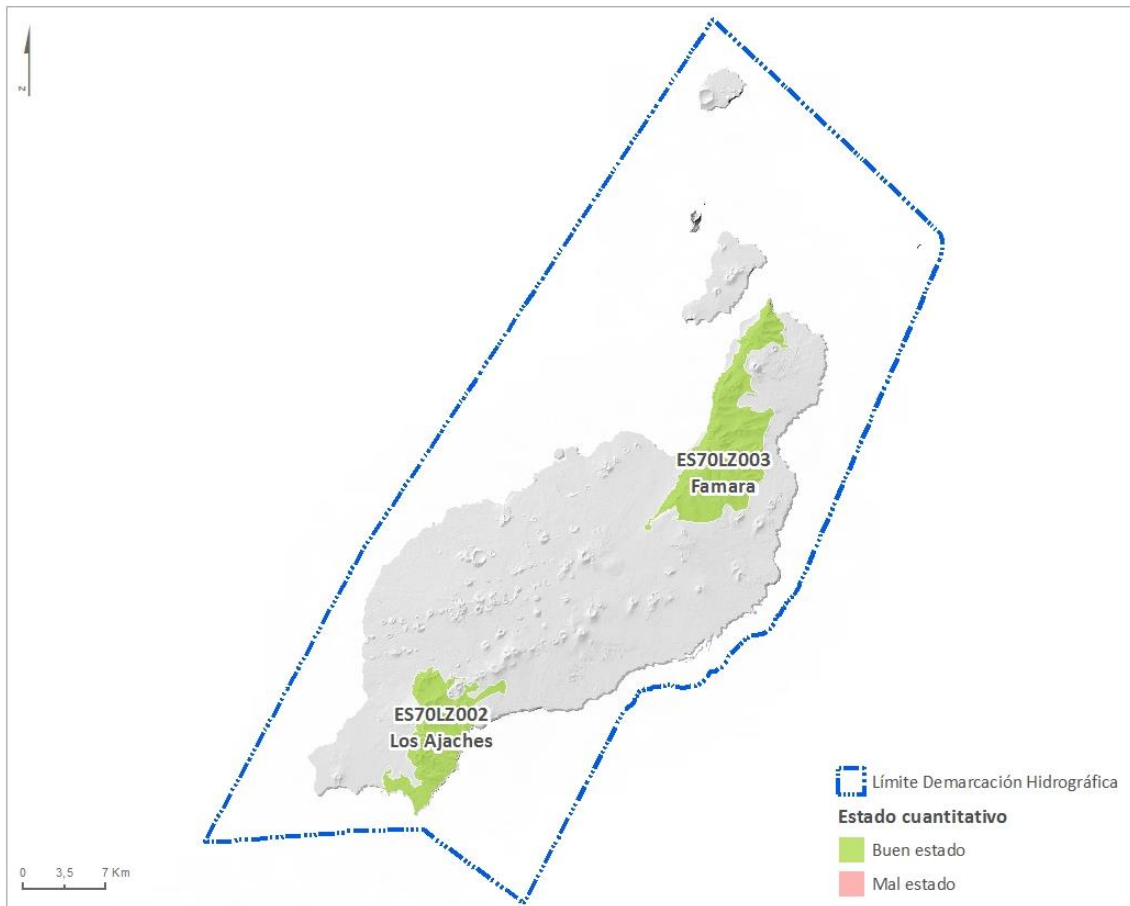 N
ES70LZ003
Famara
ES70LZ002
Los Ajaches
Límite Demarcación Hidrográfica
Estado cuantitativo
Buen estado
Mal estado
0 3,5 7 Km